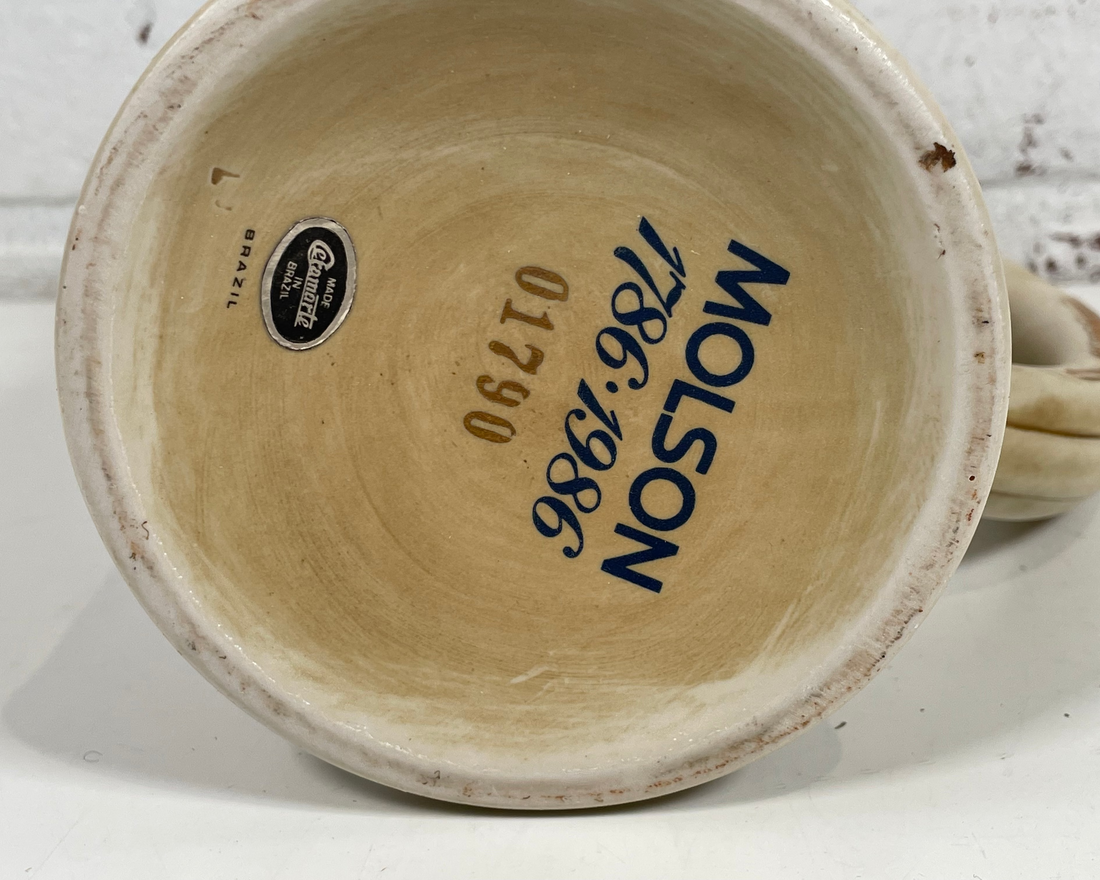 MOLSON
1786·1986
01790
MADE
Ceramarte
IN
BRAZIL
BRAZIL
L